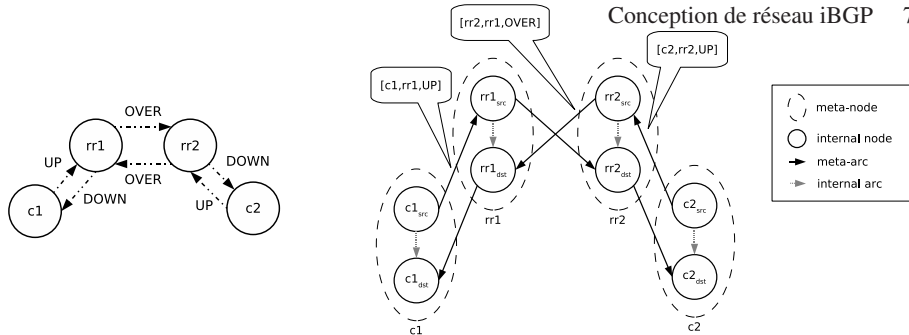 Conception de réseau iBGP 7
[rr2,rr1,OVER]
[c2,rr2,UP]
[c1,rr1,UP]
OVER
rr1
rr2
UP
DOWN
OVER
DOWN
UP
c1
c2
rr1src
rr2src
rr1dst
rr2dst
rr1
rr2
c1src
c2src
c1dst
c2dst
c1
c2
meta-node
internal node
meta-arc
internal arc